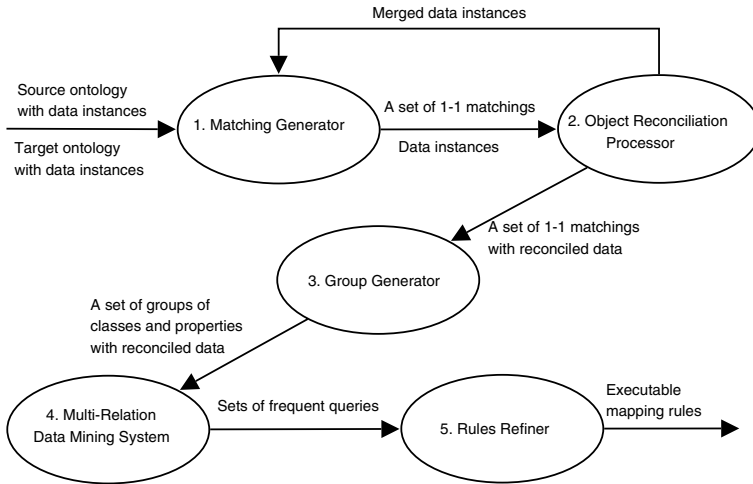 Merged data instances
Source ontology
with data instances
Target ontology
with data instances
1. Matching Generator
A set of 1-1 matchings
Data instances
2. Object Reconciliation
Processor
A set of 1-1 matchings
with reconciled data
3. Group Generator
A set of groups of
classes and properties
with reconciled data
4. Multi-Relation
Data Mining System
Sets of frequent queries
5. Rules Refiner
Executable
mapping rules